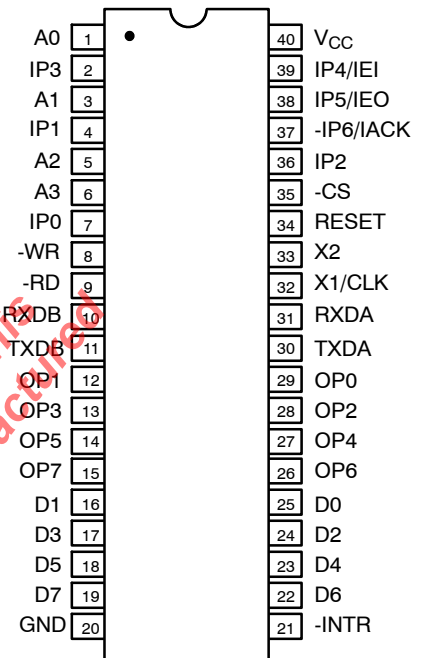 A0 1 40 VCC
IP3 2 39 IP4/IEI
A1 3 38 IP5/IEO
IP1 4 37 -IP6/IACK
A2 5 36 IP2
A3 6 35 -CS
IP0 7 34 RESET
-WR 8 33 X2
-RD 9 32 X1/CLK
RXDB 10 31 RXDA
TXDB 11 30 TXDA
OP1 12 29 OP0
OP3 13 28 OP2
OP5 14 27 OP4
OP7 15 26 OP6
D1 16 25 D0
D3 17 24 D2
D5 18 23 D4
D7 19 22 D6
GND 20 21 -INTR